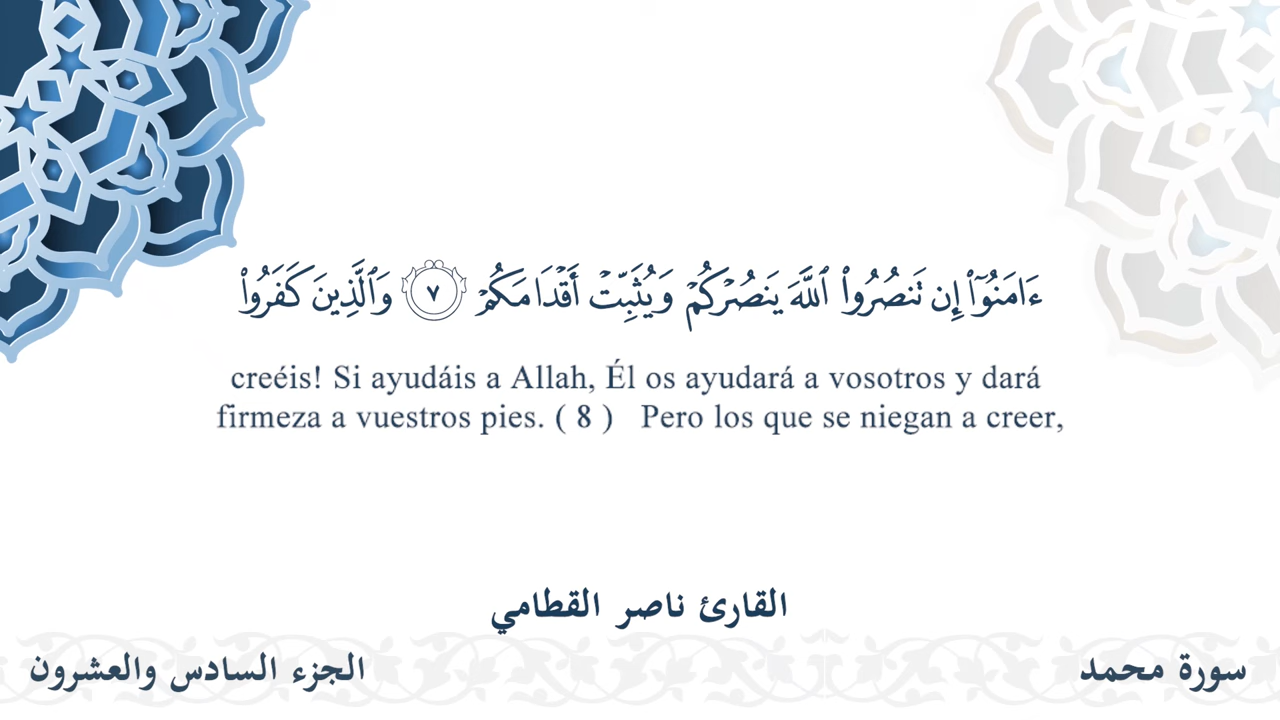 ءَامَنُوٓا۟ إِن تَنصُرُوا۟ ٱللَّهَ يَنصُرْكُمْ وَيُثَبِّتْ أَقْدَامَكُمْ ٧ وَٱلَّذِينَ كَفَرُوا۟
creéis! Si ayudáis a Allah, Él os ayudará a vosotros y dará
firmeza a vuestros pies. ( 8 ) Pero los que se niegan a creer,
القارئ ناصر القطامي
سورة محمد
الجزء السادس والعشرون